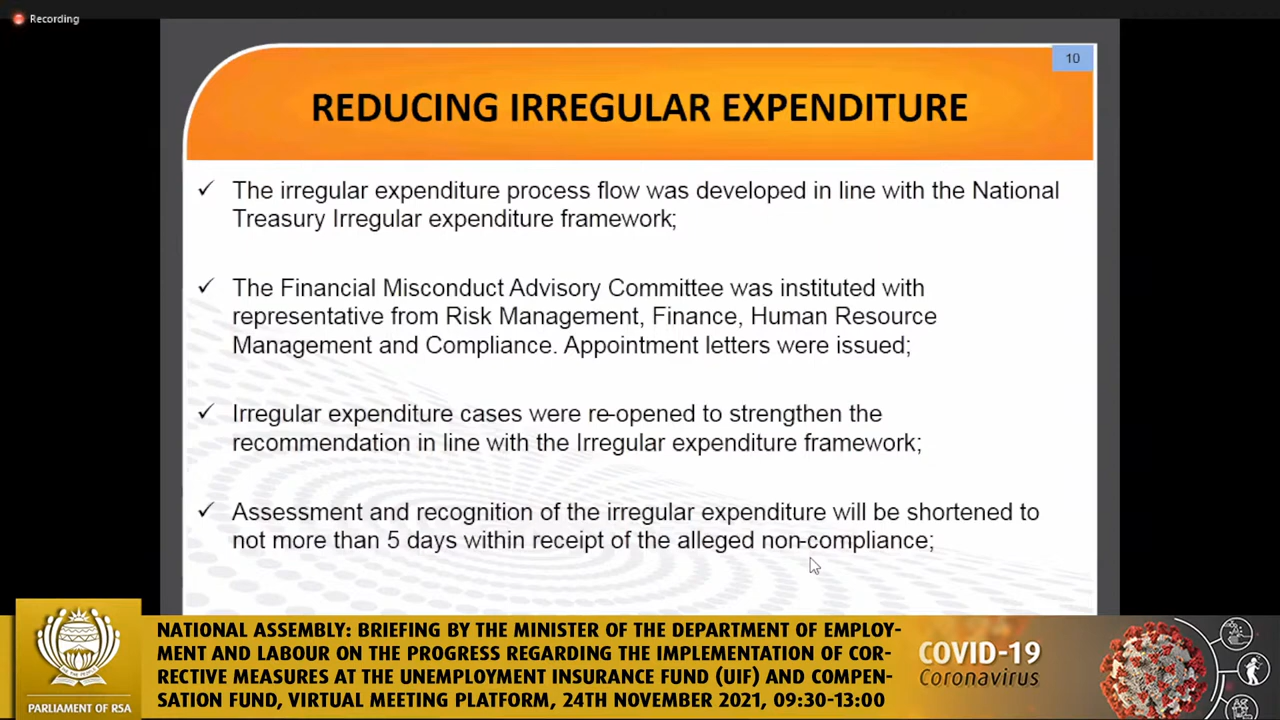 Recording
10
REDUCING IRREGULAR EXPENDITURE
✓ The irregular expenditure process flow was developed in line with the National
Treasury Irregular expenditure framework;
✓ The Financial Misconduct Advisory Committee was instituted with
representative from Risk Management, Finance, Human Resource
Management and Compliance. Appointment letters were issued;
✓ Irregular expenditure cases were re-opened to strengthen the
recommendation in line with the Irregular expenditure framework;
✓ Assessment and recognition of the irregular expenditure will be shortened to
not more than 5 days within receipt of the alleged non-compliance;
PARLIAMENT OF RSA
NATIONAL ASSEMBLY: BRIEFING BY THE MINISTER OF THE DEPARTMENT OF EMPLOY-
MENT AND LABOUR ON THE PROGRESS REGARDING THE IMPLEMENTATION OF COR-
RECTIVE MEASURES AT THE UNEMPLOYMENT INSURANCE FUND (UIF) AND COMPEN-
SATION FUND, VIRTUAL MEETING PLATFORM, 24TH NOVEMBER 2021, 09:30-13:00
COVID-19
Coronavirus